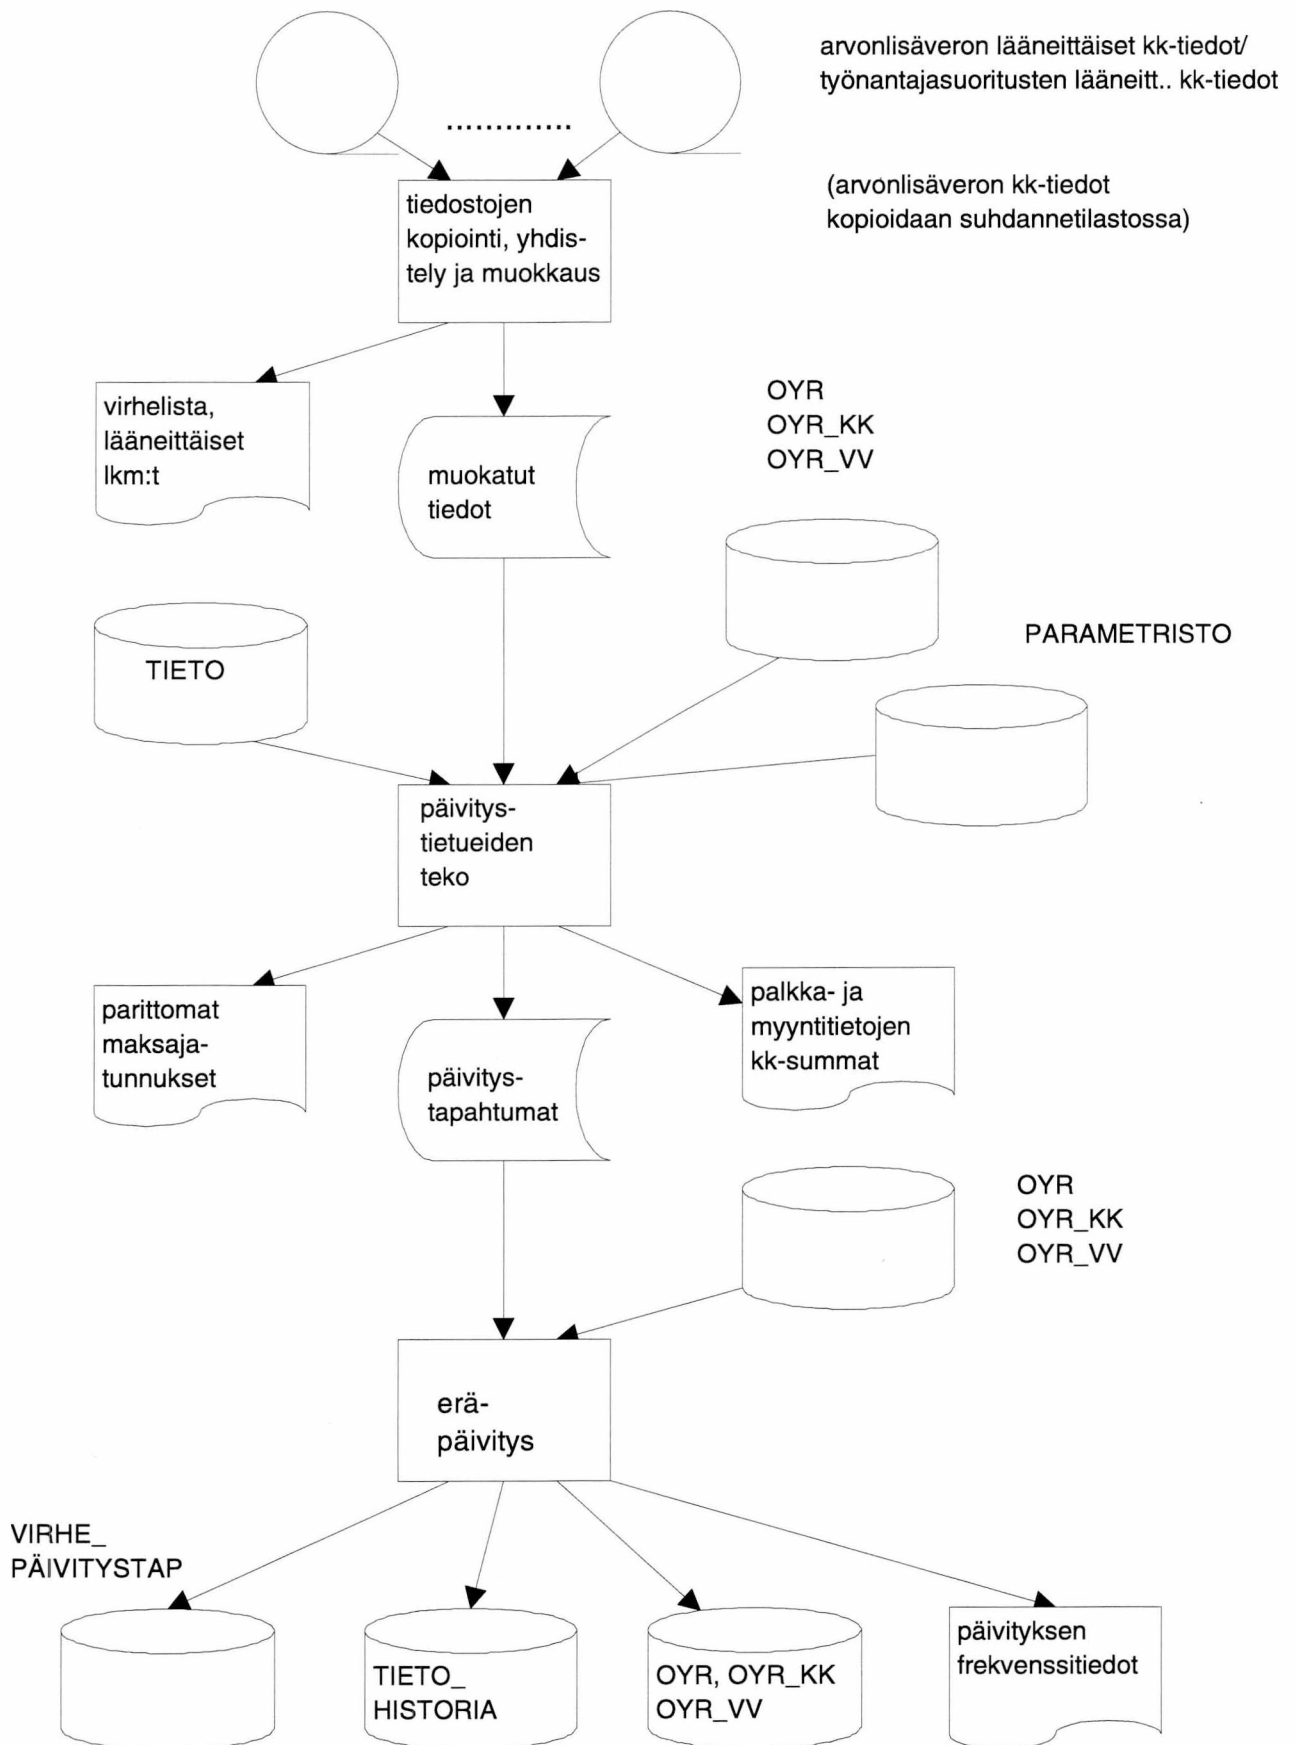 arvonlisäveron lääneittäiset kk-tiedot/
työnantajasuoritusten lääneitt.. kk-tiedot
.............
(arvonlisäveron kk-tiedot
kopioidaan suhdannetilastossa)
tiedostojen
kopiointi, yhdis-
tely ja muokkaus
virhelista,
lääneittäiset
lkm:t
muokatut
tiedot
OYR
OYR_KK
OYR_VV
TIETO
PARAMETRISTO
päivitys-
tietueiden
teko
parittomat
maksaja-
tunnukset
päivitys-
tapahtumat
palkka- ja
myyntitietojen
kk-summat
OYR
OYR_KK
OYR_VV
erä-
päivitys
VIRHE_
PÄIVITYSTAP
TIETO_
HISTORIA
OYR, OYR_KK
OYR_VV
päivityksen
frekvenssitiedot